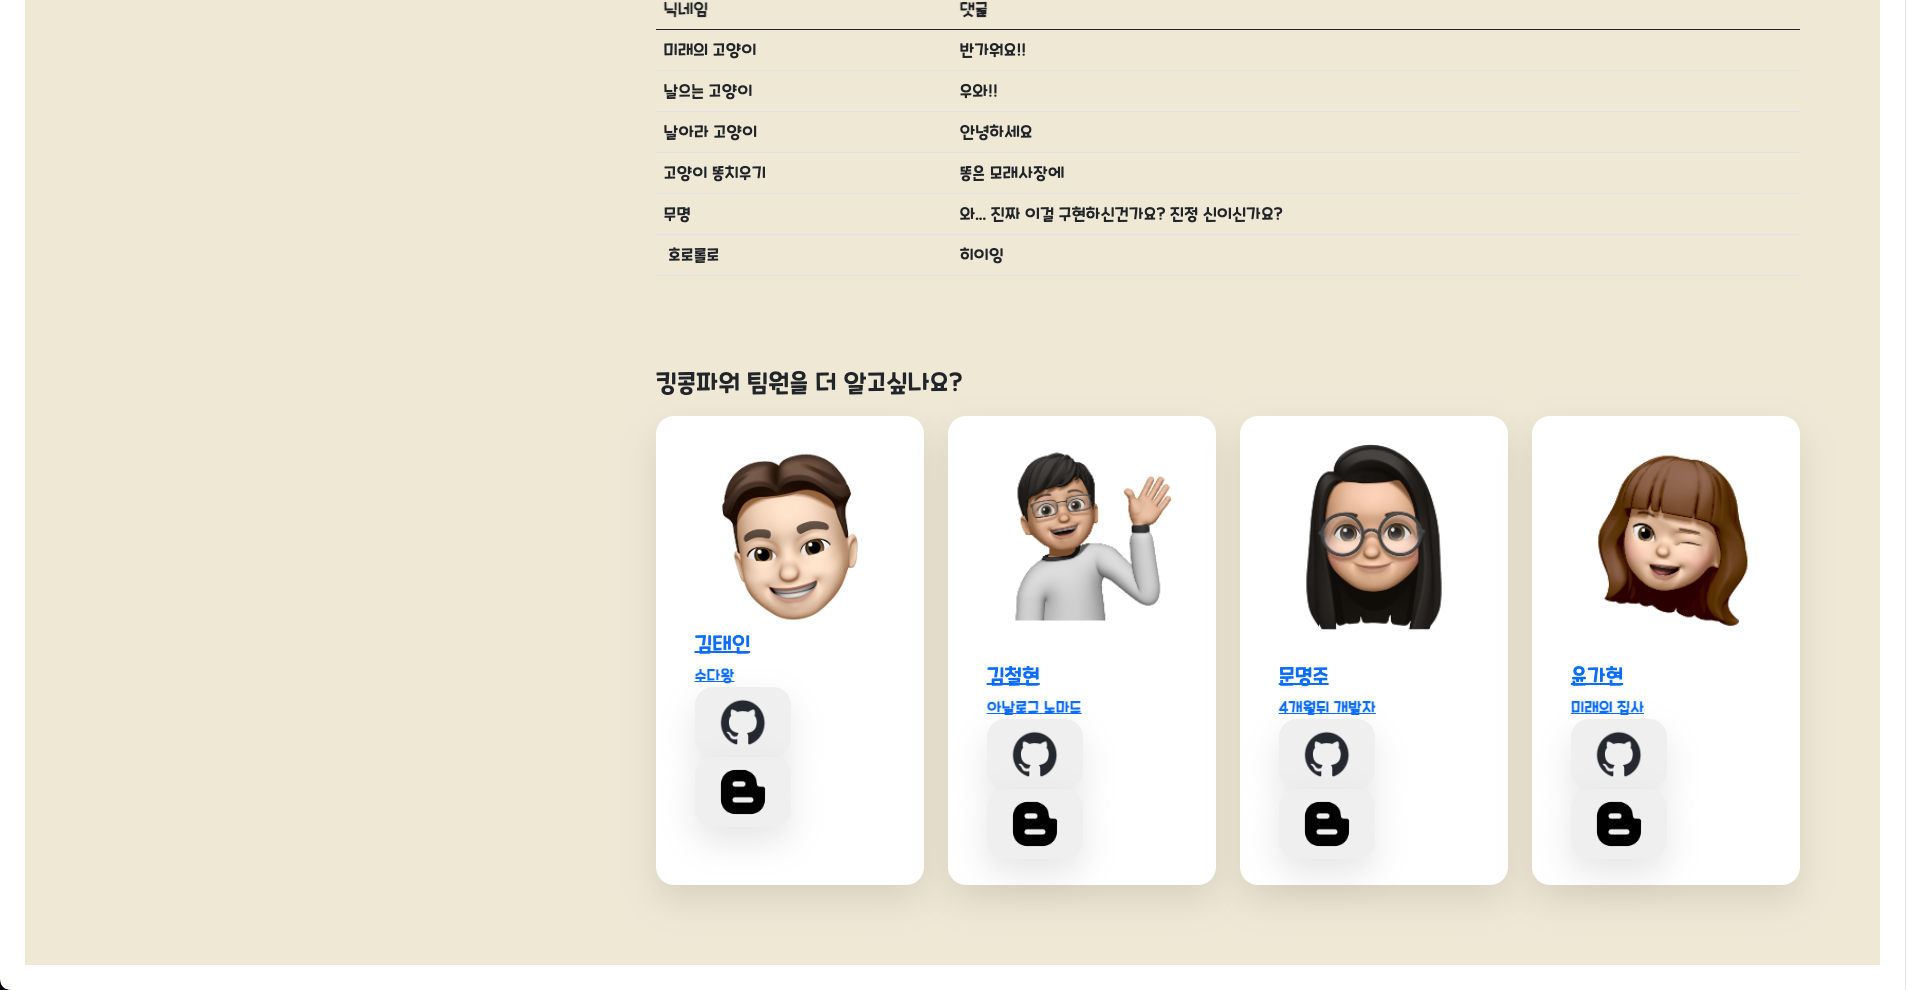 닉네임 댓글
미래의 고양이 반가워요!!
날으는 고양이 우와!!
날아라 고양이 안녕하세요
고양이 똥치우기 똥은 모래사장에
무명 와... 진짜 이걸 구현하신건가요? 진정 신이신가요?
호로롤로 히이잉
킹콩파워 팀원을 더 알고싶나요?
김태인
수다왕
김철현
아날로그 노마드
문명주
4개월뒤 개발자
윤가현
미래의 집사